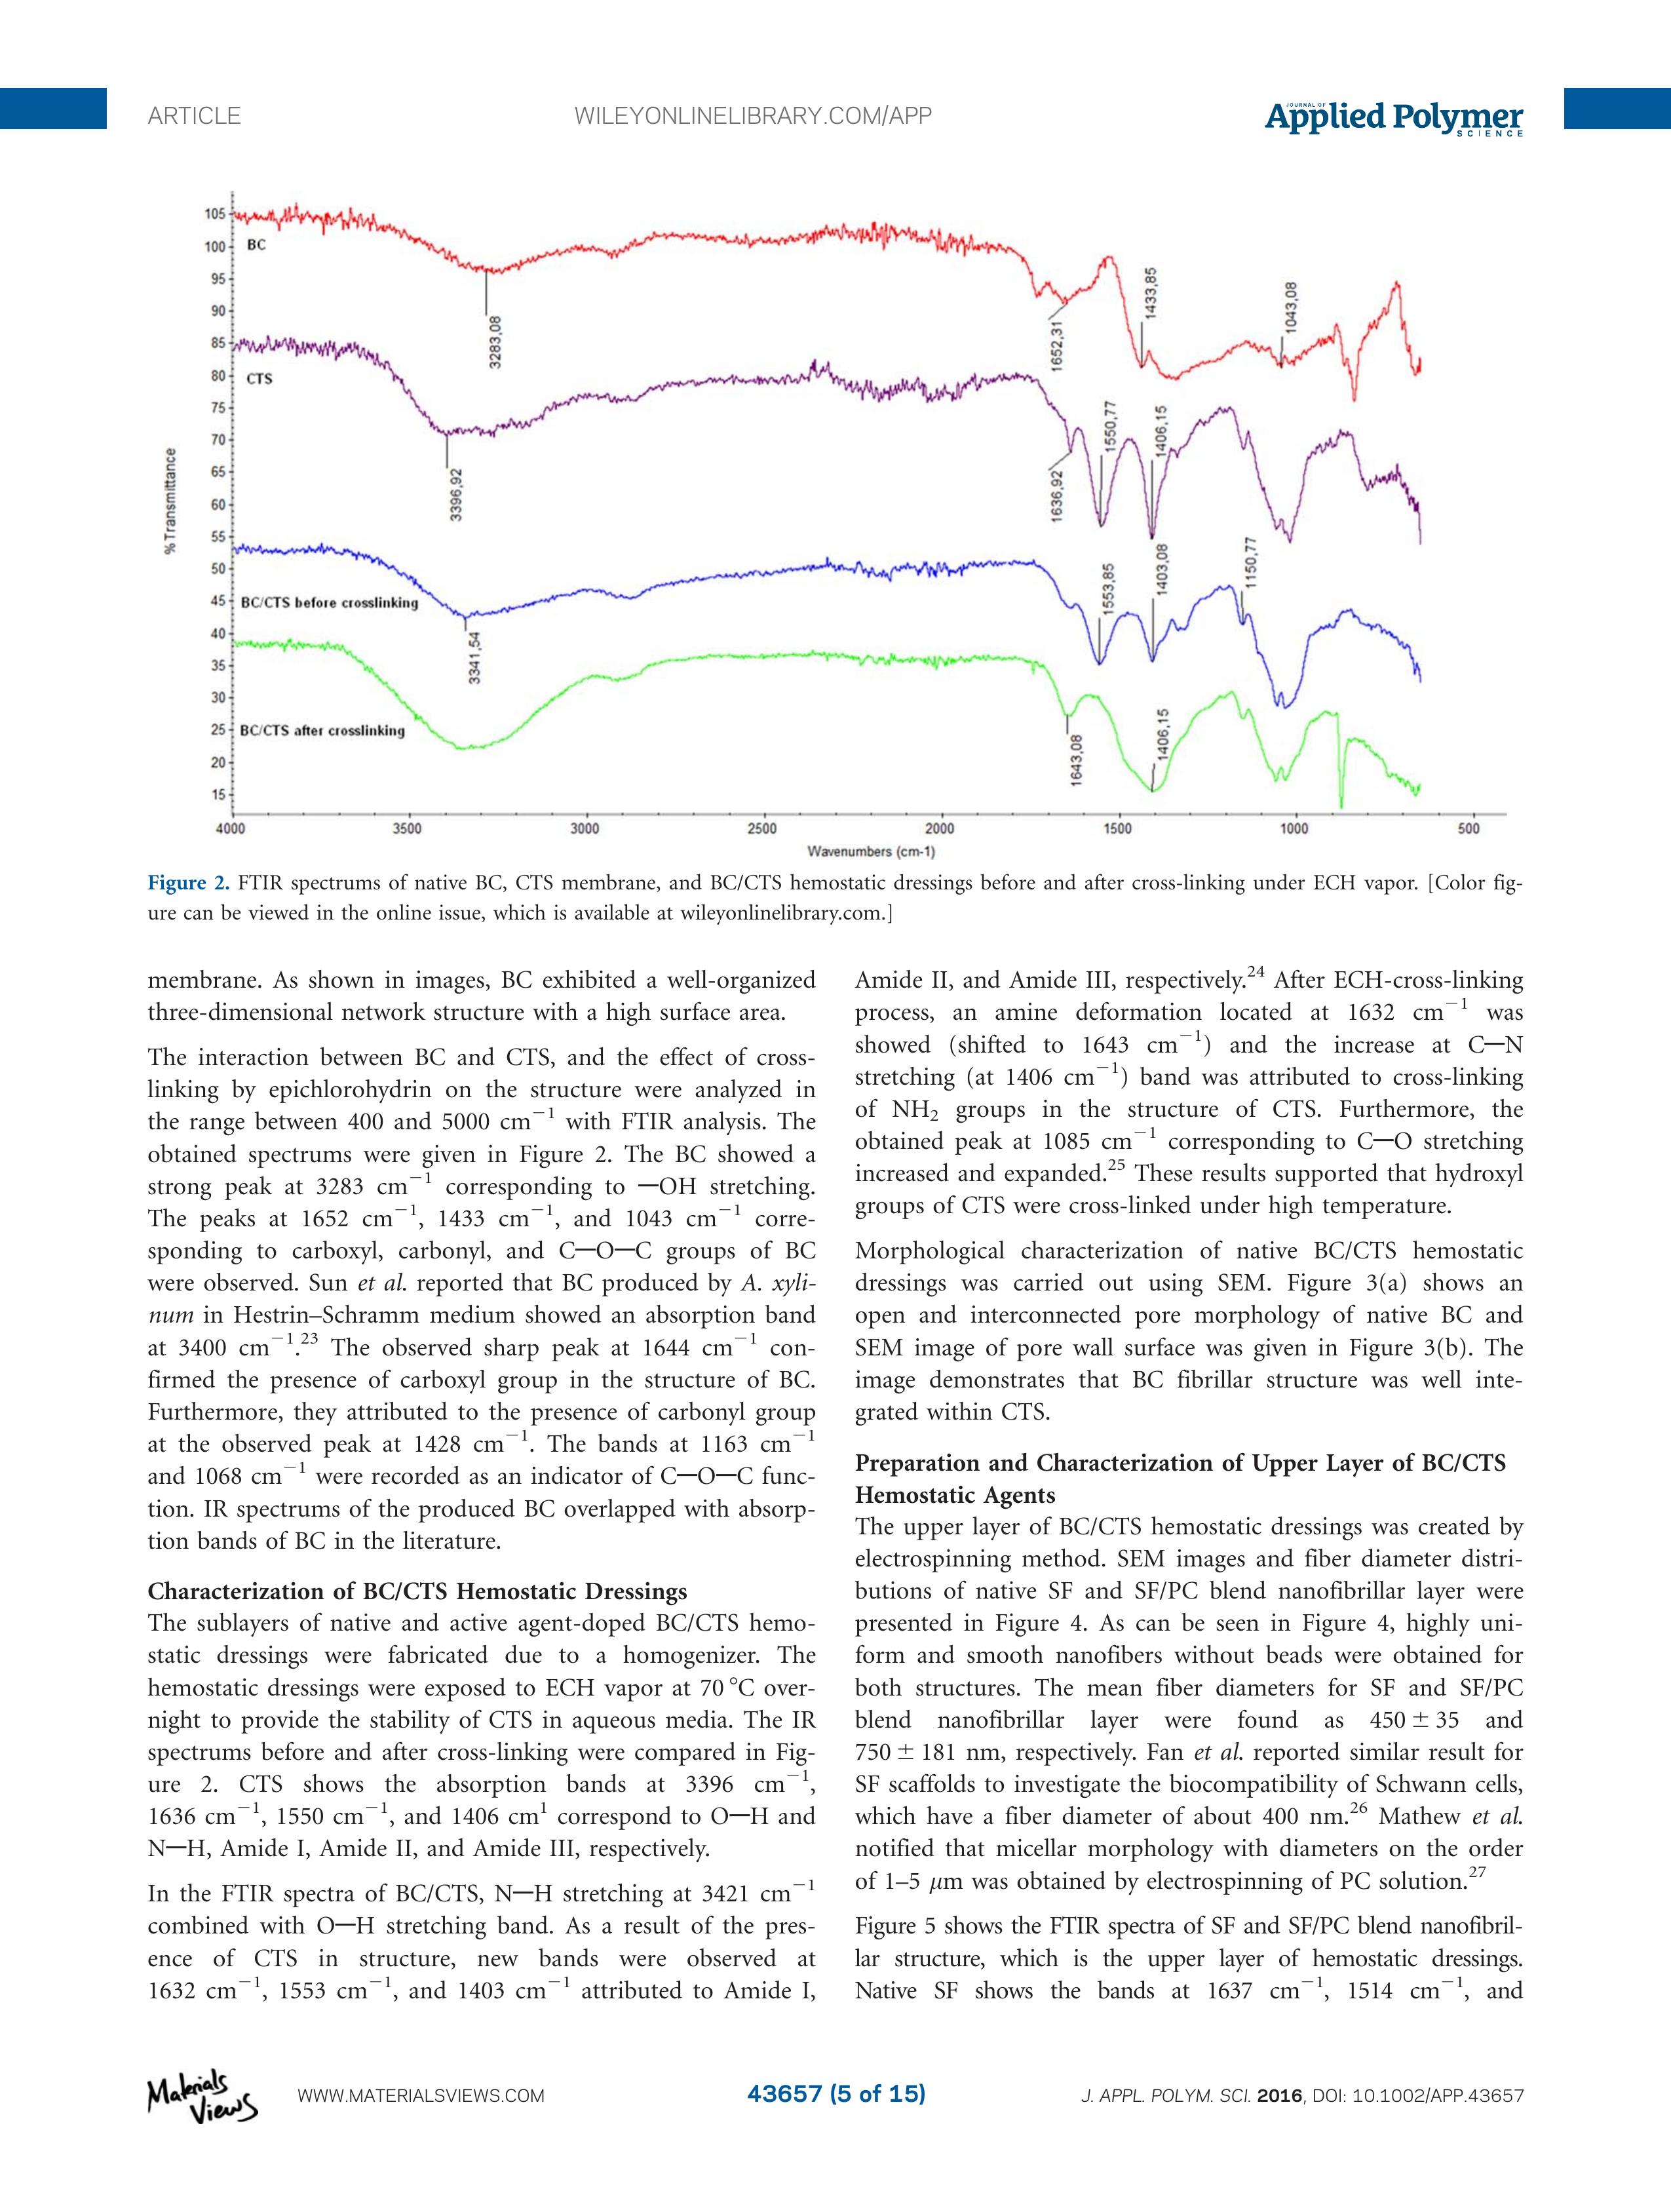 ARTICLE
WILEYONLINELIBRARY.COM/APP
JOURNAL OF
Applied Polymer
SCIENCE
105
100
95
90
85
80
75
70
65
60
55
50
45
40
35
30
25
20
15
% Transmittance
BC
CTS
BC/CTS before crosslinking
BC/CTS after crosslinking
3283,08
1652,31
1433,85
1043,08
3396,92
1636,92
1550,77
1406,15
3341,54
1553,85
1403,08
1150,77
1643,08
1406,15
4000
3500
3000
2500
2000
1500
1000
500
Wavenumbers (cm-1)
Figure 2. FTIR spectrums of native BC, CTS membrane, and BC/CTS hemostatic dressings before and after cross-linking under ECH vapor. [Color fig-
ure can be viewed in the online issue, which is available at wileyonlinelibrary.com.]
membrane. As shown in images, BC exhibited a well-organized
three-dimensional network structure with a high surface area.
The interaction between BC and CTS, and the effect of cross-
linking by epichlorohydrin on the structure were analyzed in
the range between 400 and 5000 cm⁻¹ with FTIR analysis. The
obtained spectrums were given in Figure 2. The BC showed a
strong peak at 3283 cm⁻¹ corresponding to —OH stretching.
The peaks at 1652 cm⁻¹, 1433 cm⁻¹, and 1043 cm⁻¹ corre-
sponding to carboxyl, carbonyl, and C—O—C groups of BC
were observed. Sun et al. reported that BC produced by A. xyli-
num in Hestrin–Schramm medium showed an absorption band
at 3400 cm⁻¹.²³ The observed sharp peak at 1644 cm⁻¹ con-
firmed the presence of carboxyl group in the structure of BC.
Furthermore, they attributed to the presence of carbonyl group
at the observed peak at 1428 cm⁻¹. The bands at 1163 cm⁻¹
and 1068 cm⁻¹ were recorded as an indicator of C—O—C func-
tion. IR spectrums of the produced BC overlapped with absorp-
tion bands of BC in the literature.
Characterization of BC/CTS Hemostatic Dressings
The sublayers of native and active agent-doped BC/CTS hemo-
static dressings were fabricated due to a homogenizer. The
hemostatic dressings were exposed to ECH vapor at 70 °C over-
night to provide the stability of CTS in aqueous media. The IR
spectrums before and after cross-linking were compared in Fig-
ure 2. CTS shows the absorption bands at 3396 cm⁻¹,
1636 cm⁻¹, 1550 cm⁻¹, and 1406 cm¹ correspond to O—H and
N—H, Amide I, Amide II, and Amide III, respectively.
In the FTIR spectra of BC/CTS, N—H stretching at 3421 cm⁻¹
combined with O—H stretching band. As a result of the pres-
ence of CTS in structure, new bands were observed at
1632 cm⁻¹, 1553 cm⁻¹, and 1403 cm⁻¹ attributed to Amide I,
Amide II, and Amide III, respectively.²⁴ After ECH-cross-linking
process, an amine deformation located at 1632 cm⁻¹ was
showed (shifted to 1643 cm⁻¹) and the increase at C—N
stretching (at 1406 cm⁻¹) band was attributed to cross-linking
of NH₂ groups in the structure of CTS. Furthermore, the
obtained peak at 1085 cm⁻¹ corresponding to C—O stretching
increased and expanded.²⁵ These results supported that hydroxyl
groups of CTS were cross-linked under high temperature.
Morphological characterization of native BC/CTS hemostatic
dressings was carried out using SEM. Figure 3(a) shows an
open and interconnected pore morphology of native BC and
SEM image of pore wall surface was given in Figure 3(b). The
image demonstrates that BC fibrillar structure was well inte-
grated within CTS.
Preparation and Characterization of Upper Layer of BC/CTS
Hemostatic Agents
The upper layer of BC/CTS hemostatic dressings was created by
electrospinning method. SEM images and fiber diameter distri-
butions of native SF and SF/PC blend nanofibrillar layer were
presented in Figure 4. As can be seen in Figure 4, highly uni-
form and smooth nanofibers without beads were obtained for
both structures. The mean fiber diameters for SF and SF/PC
blend nanofibrillar layer were found as 450 ± 35 and
750 ± 181 nm, respectively. Fan et al. reported similar result for
SF scaffolds to investigate the biocompatibility of Schwann cells,
which have a fiber diameter of about 400 nm.²⁶ Mathew et al.
notified that micellar morphology with diameters on the order
of 1–5 μm was obtained by electrospinning of PC solution.²⁷
Figure 5 shows the FTIR spectra of SF and SF/PC blend nanofibril-
lar structure, which is the upper layer of hemostatic dressings.
Native SF shows the bands at 1637 cm⁻¹, 1514 cm⁻¹, and
Materials
Views
WWW.MATERIALSVIEWS.COM
43657 (5 of 15)
J. APPL. POLYM. SCI. 2016, DOI: 10.1002/APP.43657